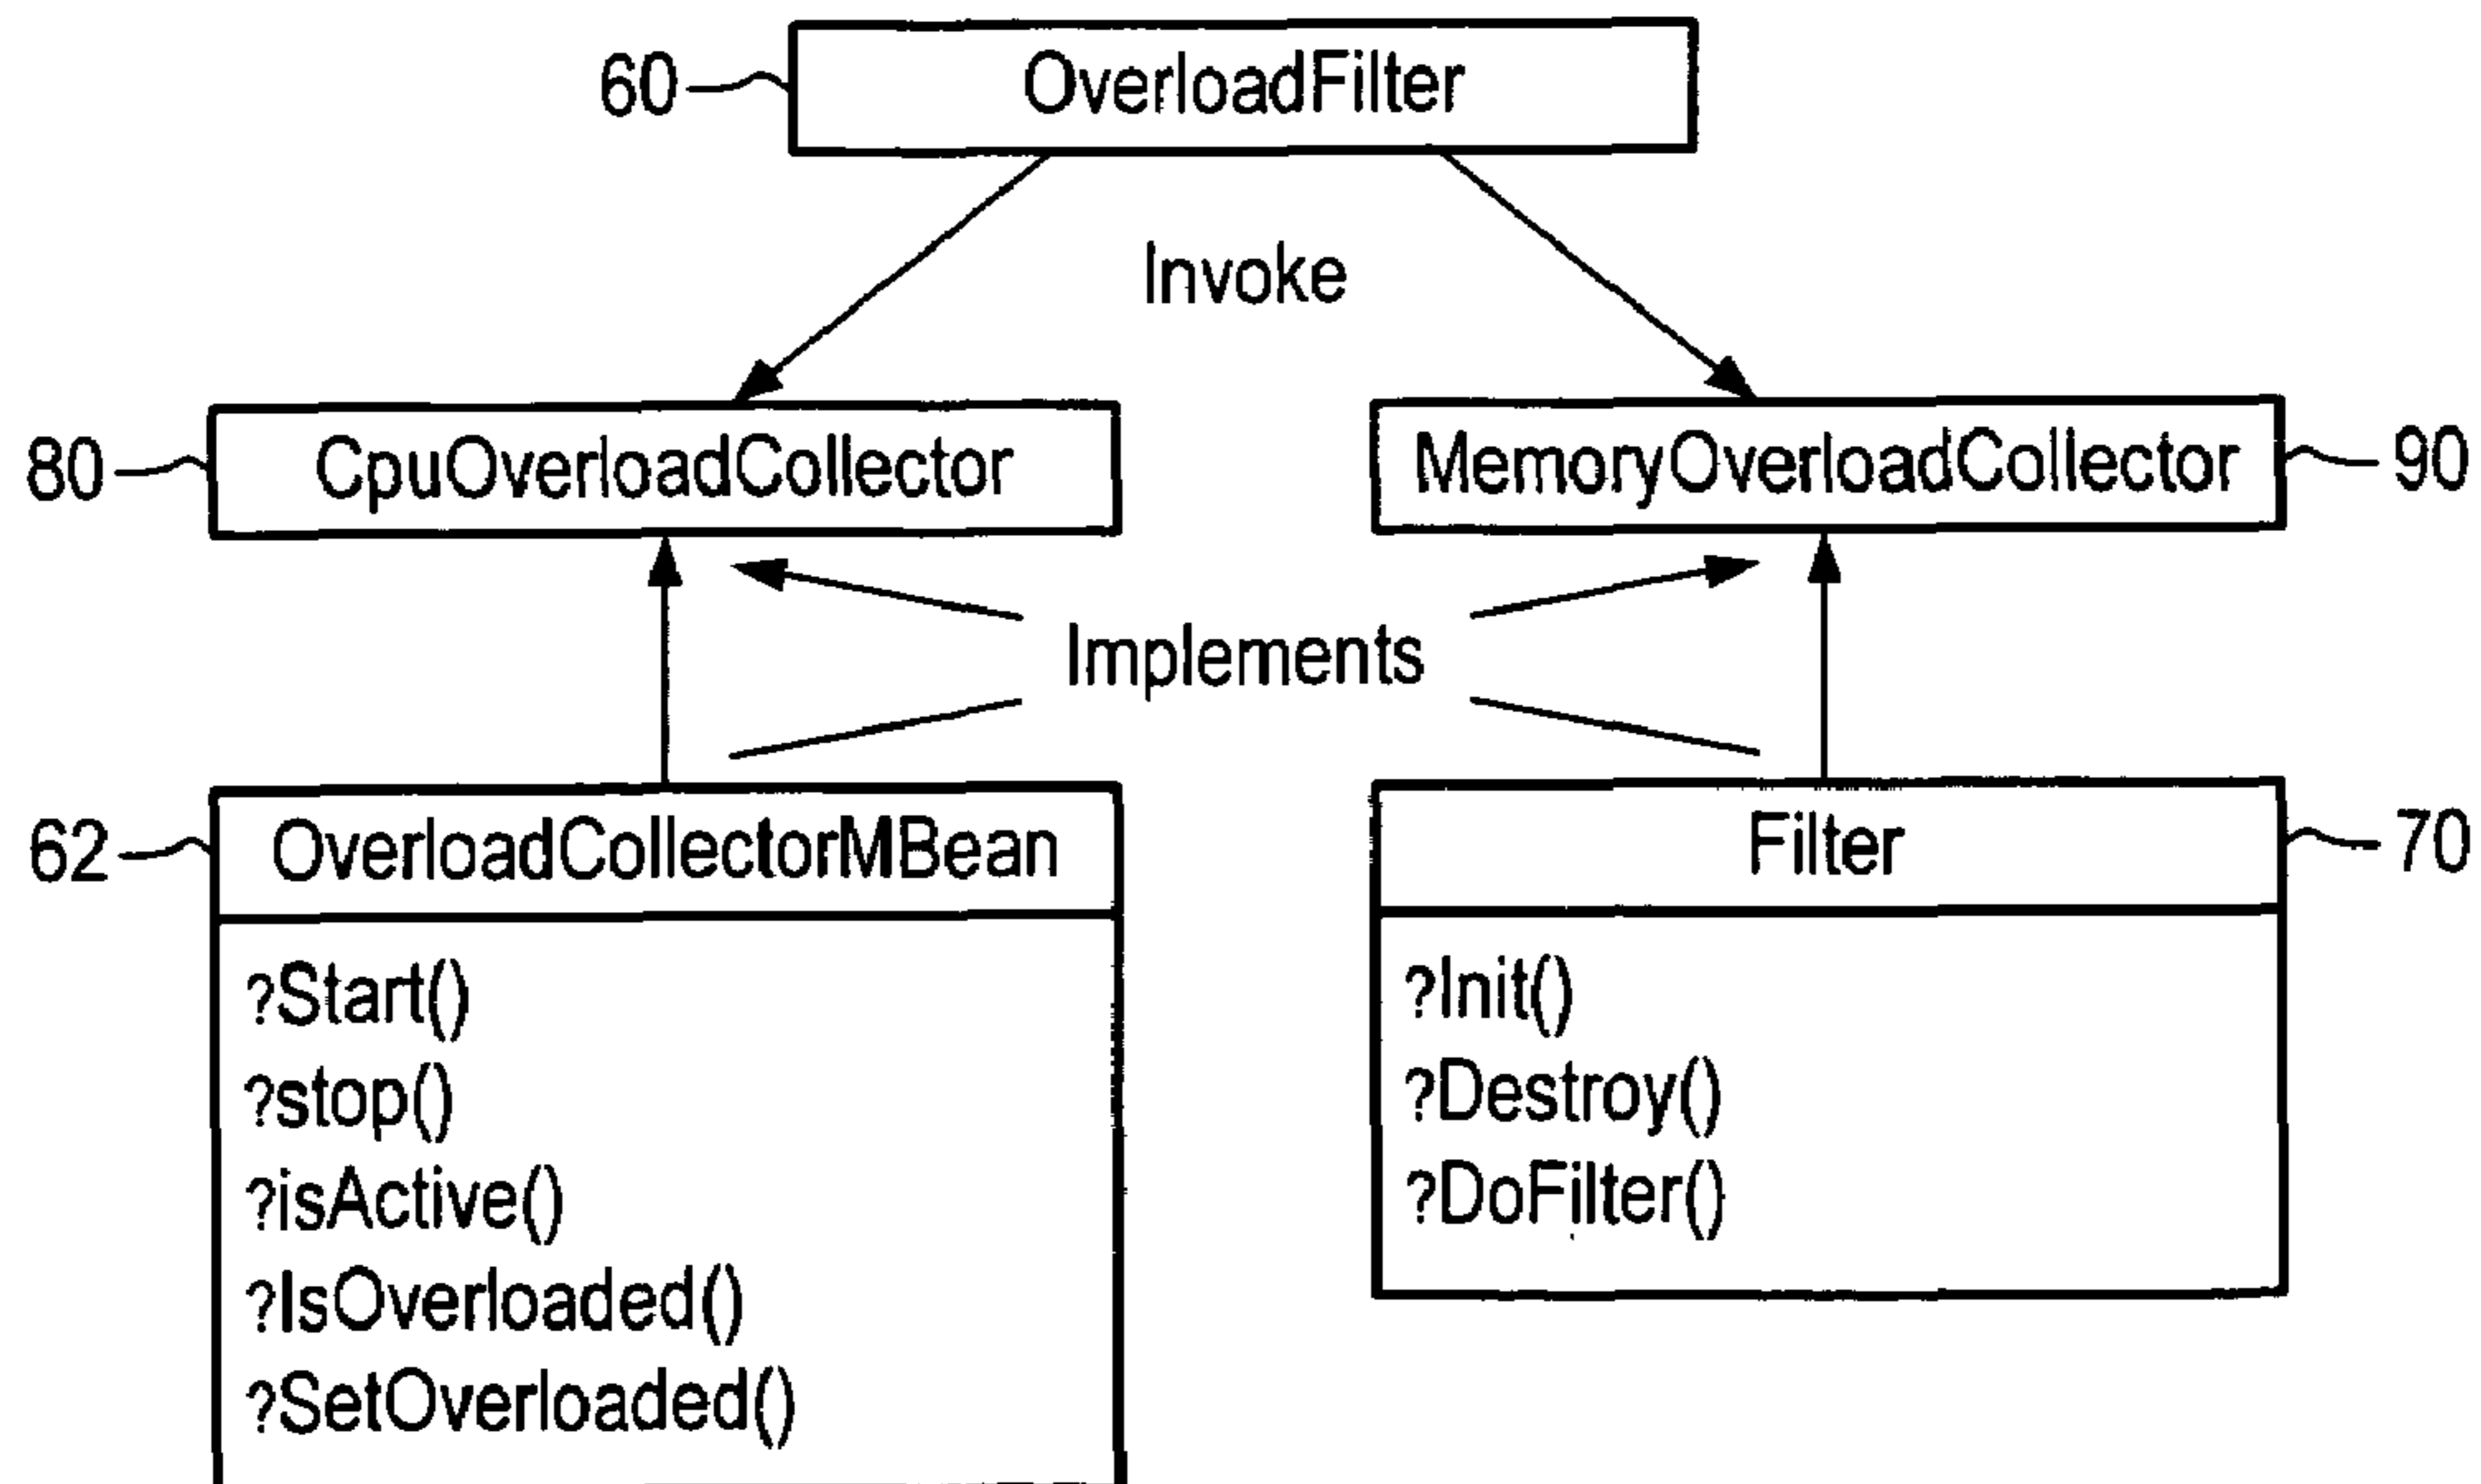 60
OverloadFilter
Invoke
80
CpuOverloadCollector
MemoryOverloadCollector
90
Implements
62
OverloadCollectorMBean
Filter
70
?Start()
?stop()
?isActive()
?IsOverloaded()
?SetOverloaded()
?Init()
?Destroy()
?DoFilter()